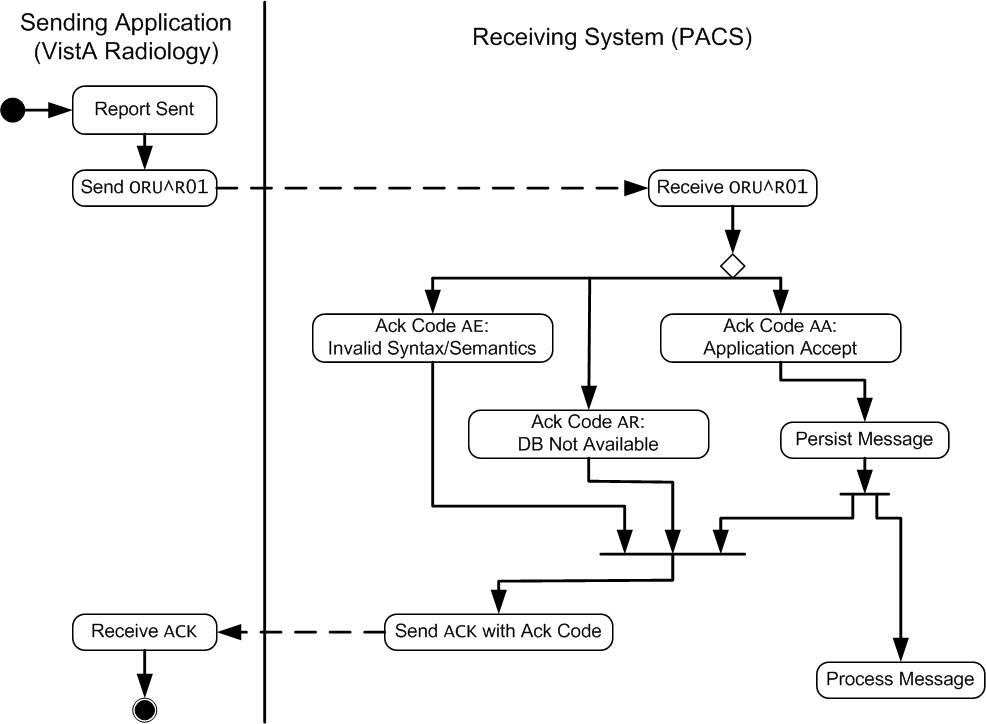 Sending Application
(VistA Radiology)
Receiving System (PACS)
Report Sent
Send ORU^R01
Receive ORU^R01
Ack Code AE:
Invalid Syntax/Semantics
Ack Code AA:
Application Accept
Ack Code AR:
DB Not Available
Persist Message
Receive ACK
Send ACK with Ack Code
Process Message